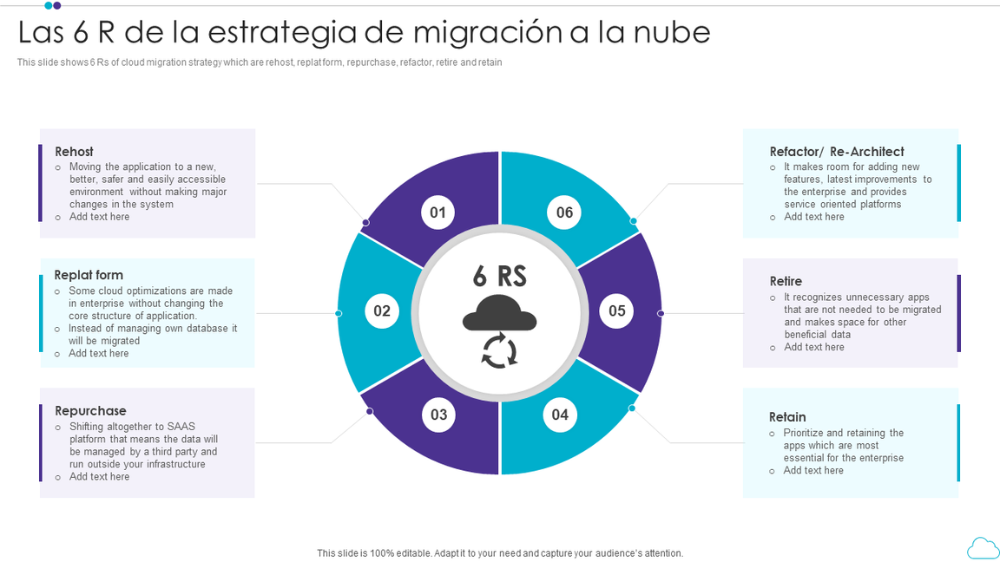 Las 6 R de la estrategia de migración a la nube
This slide shows 6 Rs of cloud migration strategy which are rehost, replatform, repurchase, refactor, retire and retain
Rehost
Moving the application to a new,
better, safer and easily accessible
environment without making major
changes in the system
Add text here
Replat form
Some cloud optimizations are made
in enterprise without changing the
core structure of application.
Instead of managing own database it
will be migrated
Add text here
Repurchase
Shifting altogether to SAAS
platform that means the data will
be managed by a third party and
run outside your infrastructure
Add text here
01
06
02
6 RS
05
03
04
Refactor/ Re-Architect
It makes room for adding new
features, latest improvements to
the enterprise and provides
service oriented platforms
Add text here
Retire
It recognizes unnecessary apps
that are not needed to be migrated
and makes space for other
beneficial data
Add text here
Retain
Prioritize and retaining the
apps which are most
essential for the enterprise
Add text here
This slide is 100% editable. Adapt it to your need and capture your audience's attention.